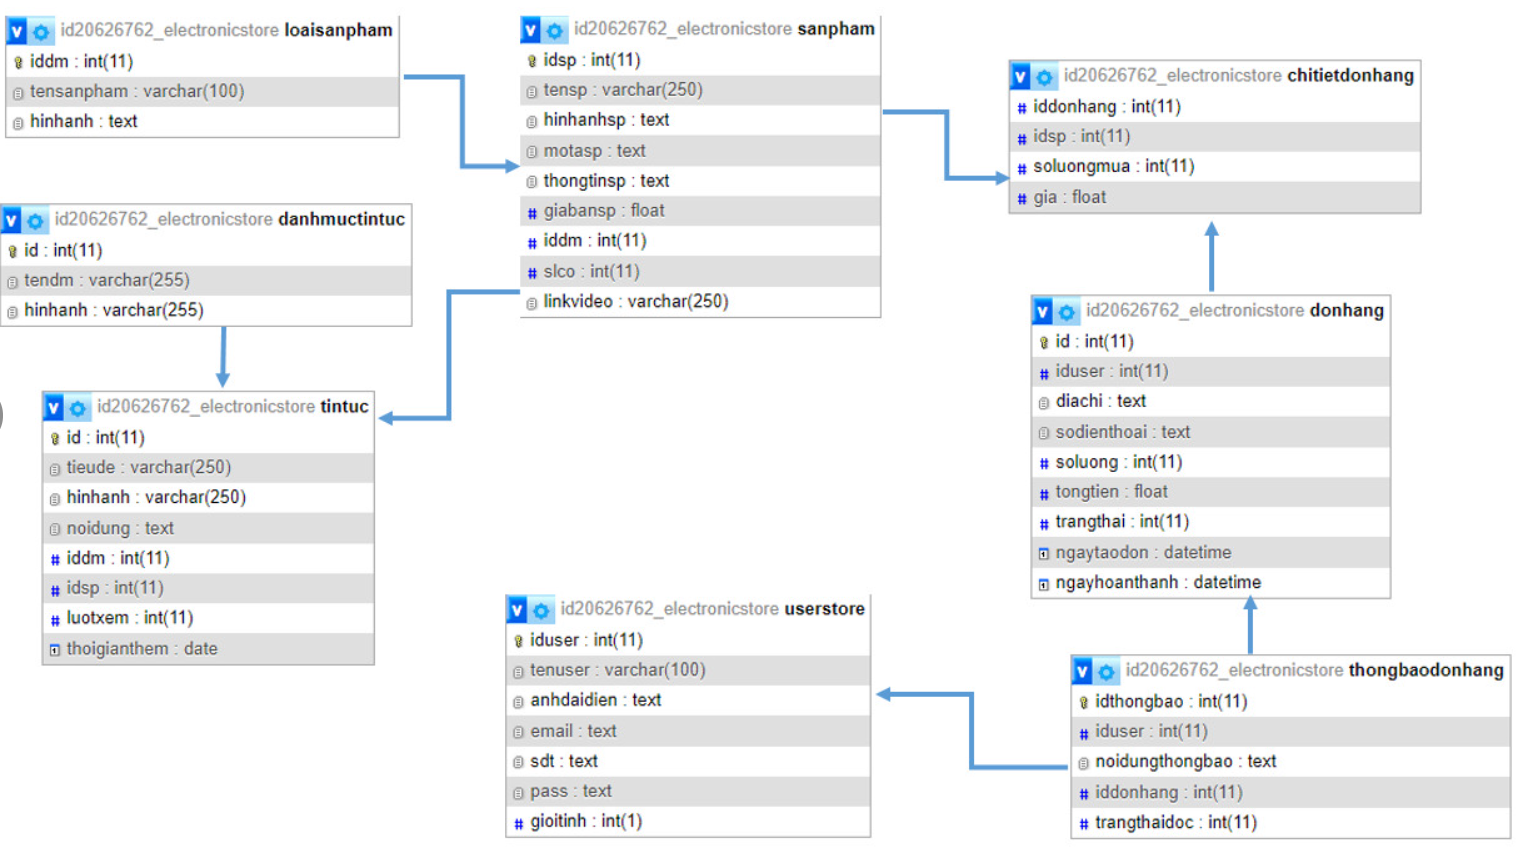 id20626762_electronicstore loaisanpham
iddm : int(11)
tensanpham : varchar(100)
hinhanh : text
id20626762_electronicstore sanpham
idsp : int(11)
tensp : varchar(250)
hinhanhsp : text
motasp : text
thongtinsp : text
giabansp : float
iddm : int(11)
slco : int(11)
linkvideo : varchar(250)
id20626762_electronicstore chitietdonhang
iddonhang : int(11)
idsp : int(11)
soluongmua : int(11)
gia : float
id20626762_electronicstore danhmuctintuc
id : int(11)
tendm : varchar(255)
hinhanh : varchar(255)
id20626762_electronicstore donhang
id : int(11)
iduser : int(11)
diachi : text
sodienthoai : text
soluong : int(11)
tongtien : float
trangthai : int(11)
ngaytaodon : datetime
ngayhoanthanh : datetime
id20626762_electronicstore tintuc
id : int(11)
tieude : varchar(250)
hinhanh : varchar(250)
noidung : text
iddm : int(11)
idsp : int(11)
luotxem : int(11)
thoigianthem : date
id20626762_electronicstore userstore
iduser : int(11)
tenuser : varchar(100)
anhdaidien : text
email : text
sdt : text
pass : text
gioitinh : int(1)
id20626762_electronicstore thongbaodonhang
idthongbao : int(11)
iduser : int(11)
noidungthongbao : text
iddonhang : int(11)
trangthaidoc : int(11)